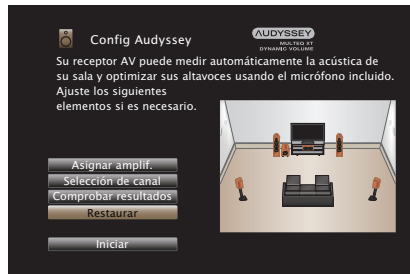 Config Audyssey
AUDYSSEY
MULTEQ XT
DYNAMIC VOLUME
Su receptor AV puede medir automáticamente la acústica de
su sala y optimizar sus altavoces usando el micrófono incluido.
Ajuste los siguientes
elementos si es necesario.
Asignar amplif.
Selección de canal
Comprobar resultados
Restaurar
Iniciar